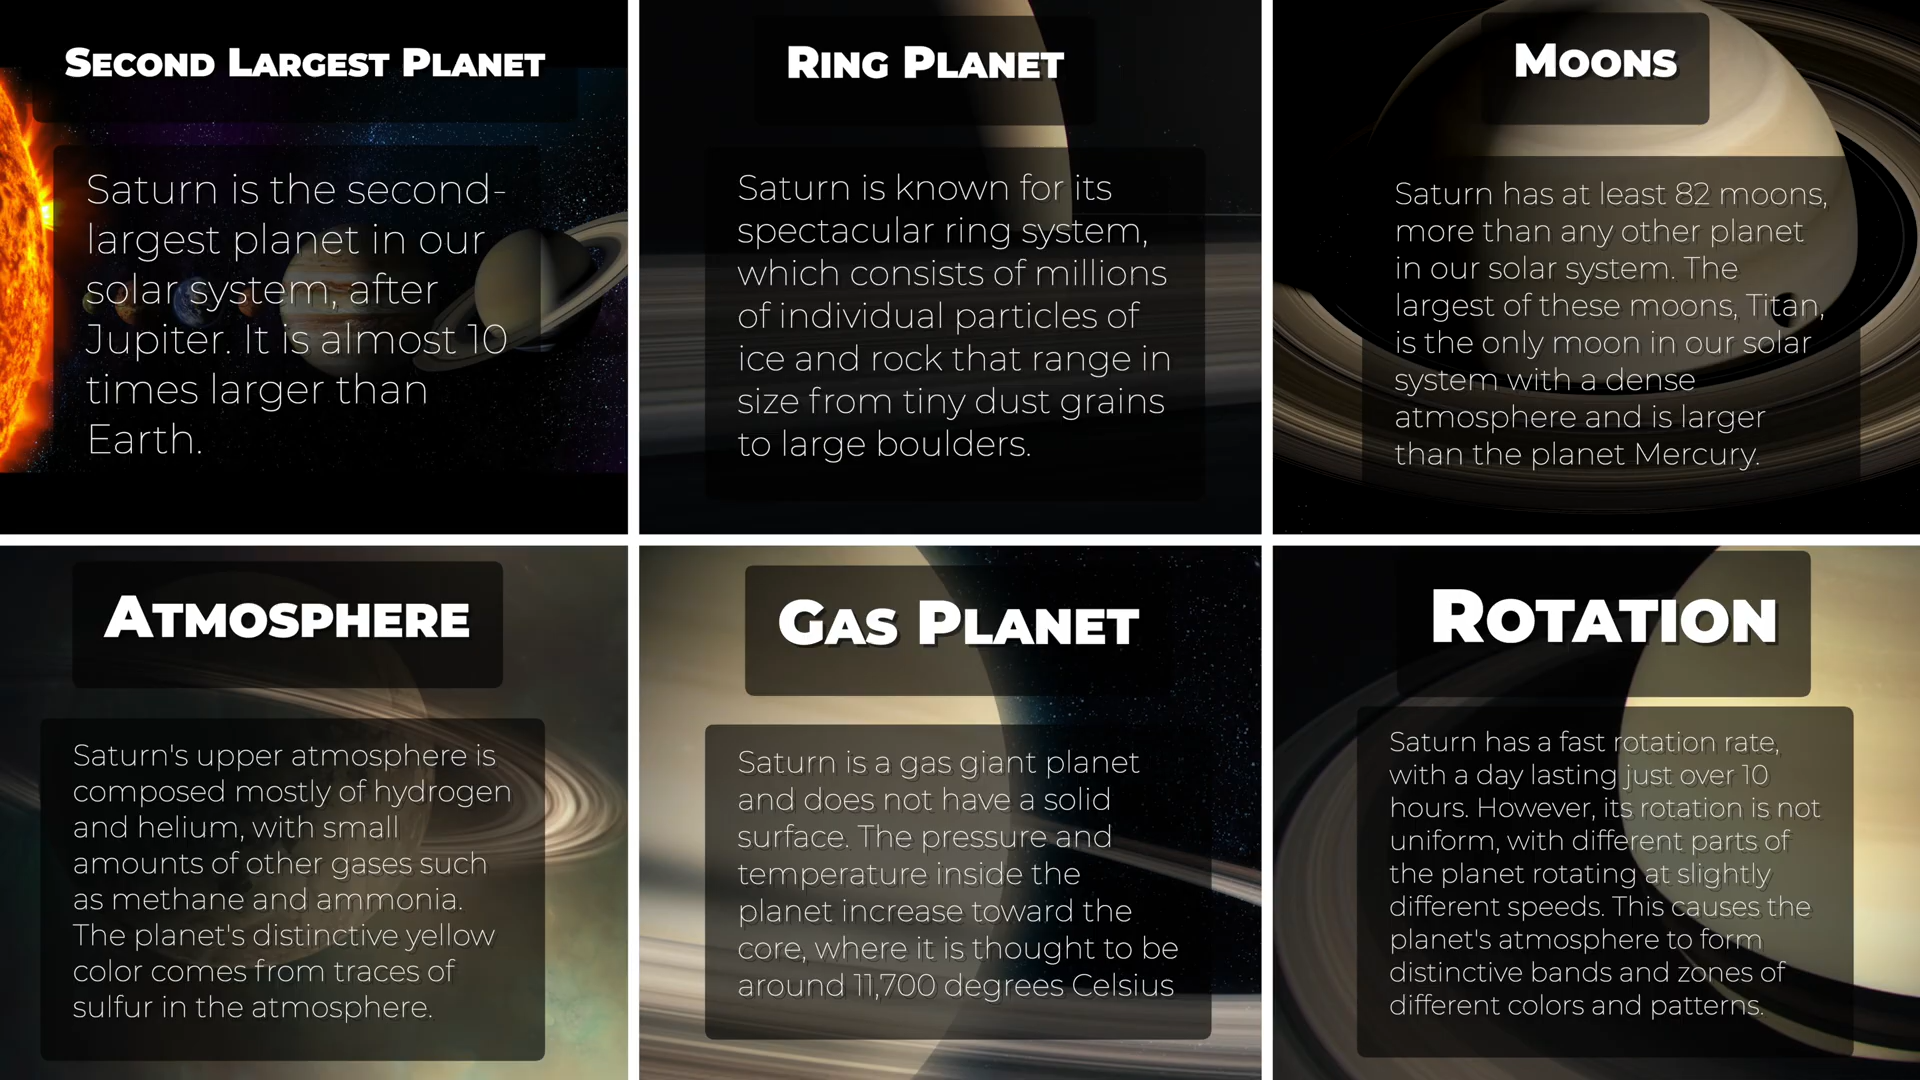 SECOND LARGEST PLANET
Saturn is the second-
largest planet in our
solar system, after
Jupiter. It is almost 10
times larger than
Earth.
RING PLANET
Saturn is known for its
spectacular ring system,
which consists of millions
of individual particles of
ice and rock that range in
size from tiny dust grains
to large boulders.
MOONS
Saturn has at least 82 moons,
more than any other planet
in our solar system. The
largest of these moons, Titan,
is the only moon in our solar
system with a dense
atmosphere and is larger
than the planet Mercury.
ATMOSPHERE
Saturn's upper atmosphere is
composed mostly of hydrogen
and helium, with small
amounts of other gases such
as methane and ammonia.
The planet's distinctive yellow
color comes from traces of
sulfur in the atmosphere.
GAS PLANET
Saturn is a gas giant planet
and does not have a solid
surface. The pressure and
temperature inside the
planet increase toward the
core, where it is thought to be
around 11,700 degrees Celsius
ROTATION
Saturn has a fast rotation rate,
with a day lasting just over 10
hours. However, its rotation is not
uniform, with different parts of
the planet rotating at slightly
different speeds. This causes the
planet's atmosphere to form
distinctive bands and zones of
different colors and patterns.